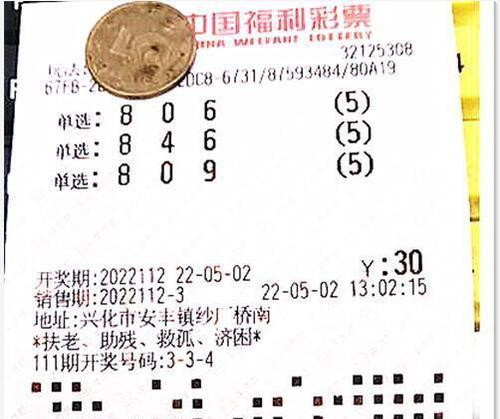 中国福利彩票
CHINA WELFARE LOTTERY
32125308
玩法:
DC8-6731/87593484/80A19
单选: 8 0 6 (5)
单选: 8 4 6 (5)
单选: 8 0 9 (5)
开奖期:2022112 22-05-02 Y:30
销售期:2022112-3 22-05-02 13:02:15
地址:兴化市安丰镇纱厂桥南
*扶老、助残、救孤、济困*
111期开奖号码:3-3-4